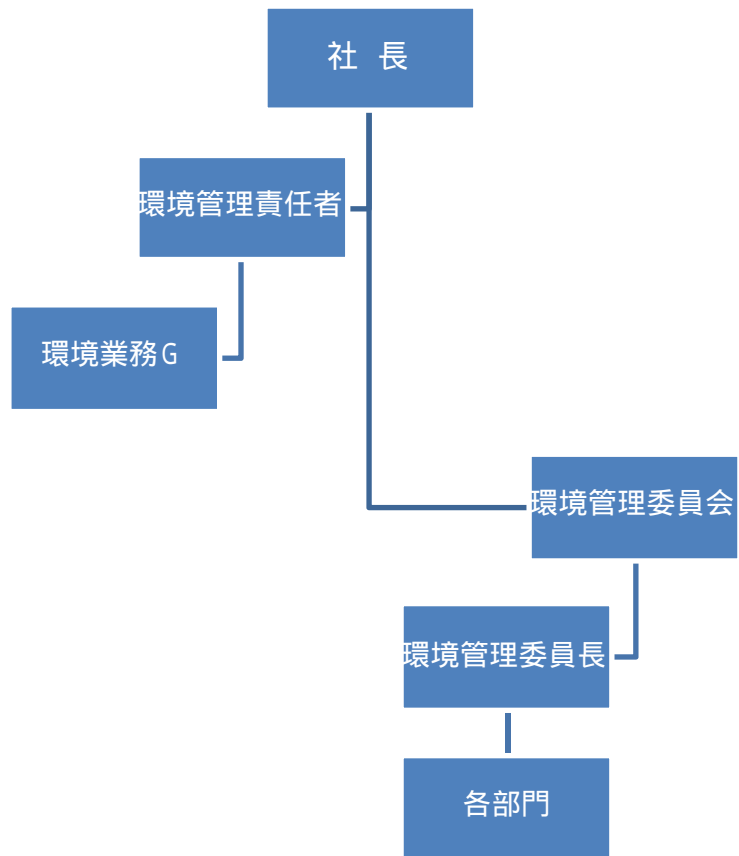 社 長
環境管理責任者
環境業務G
環境管理委員会
環境管理委員長
各部門